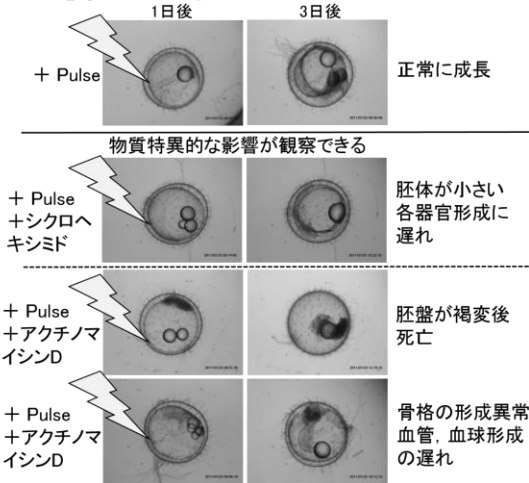 1日後
3日後
+ Pulse
正常に成長
物質特異的な影響が観察できる
+ Pulse
+シクロヘ
キシミド
胚体が小さい
各器官形成に
遅れ
+ Pulse
+アクチノマ
イシンD
胚盤が褐変後
死亡
+ Pulse
+アクチノマ
イシンD
骨格の形成異常
血管,血球形成
の遅れ